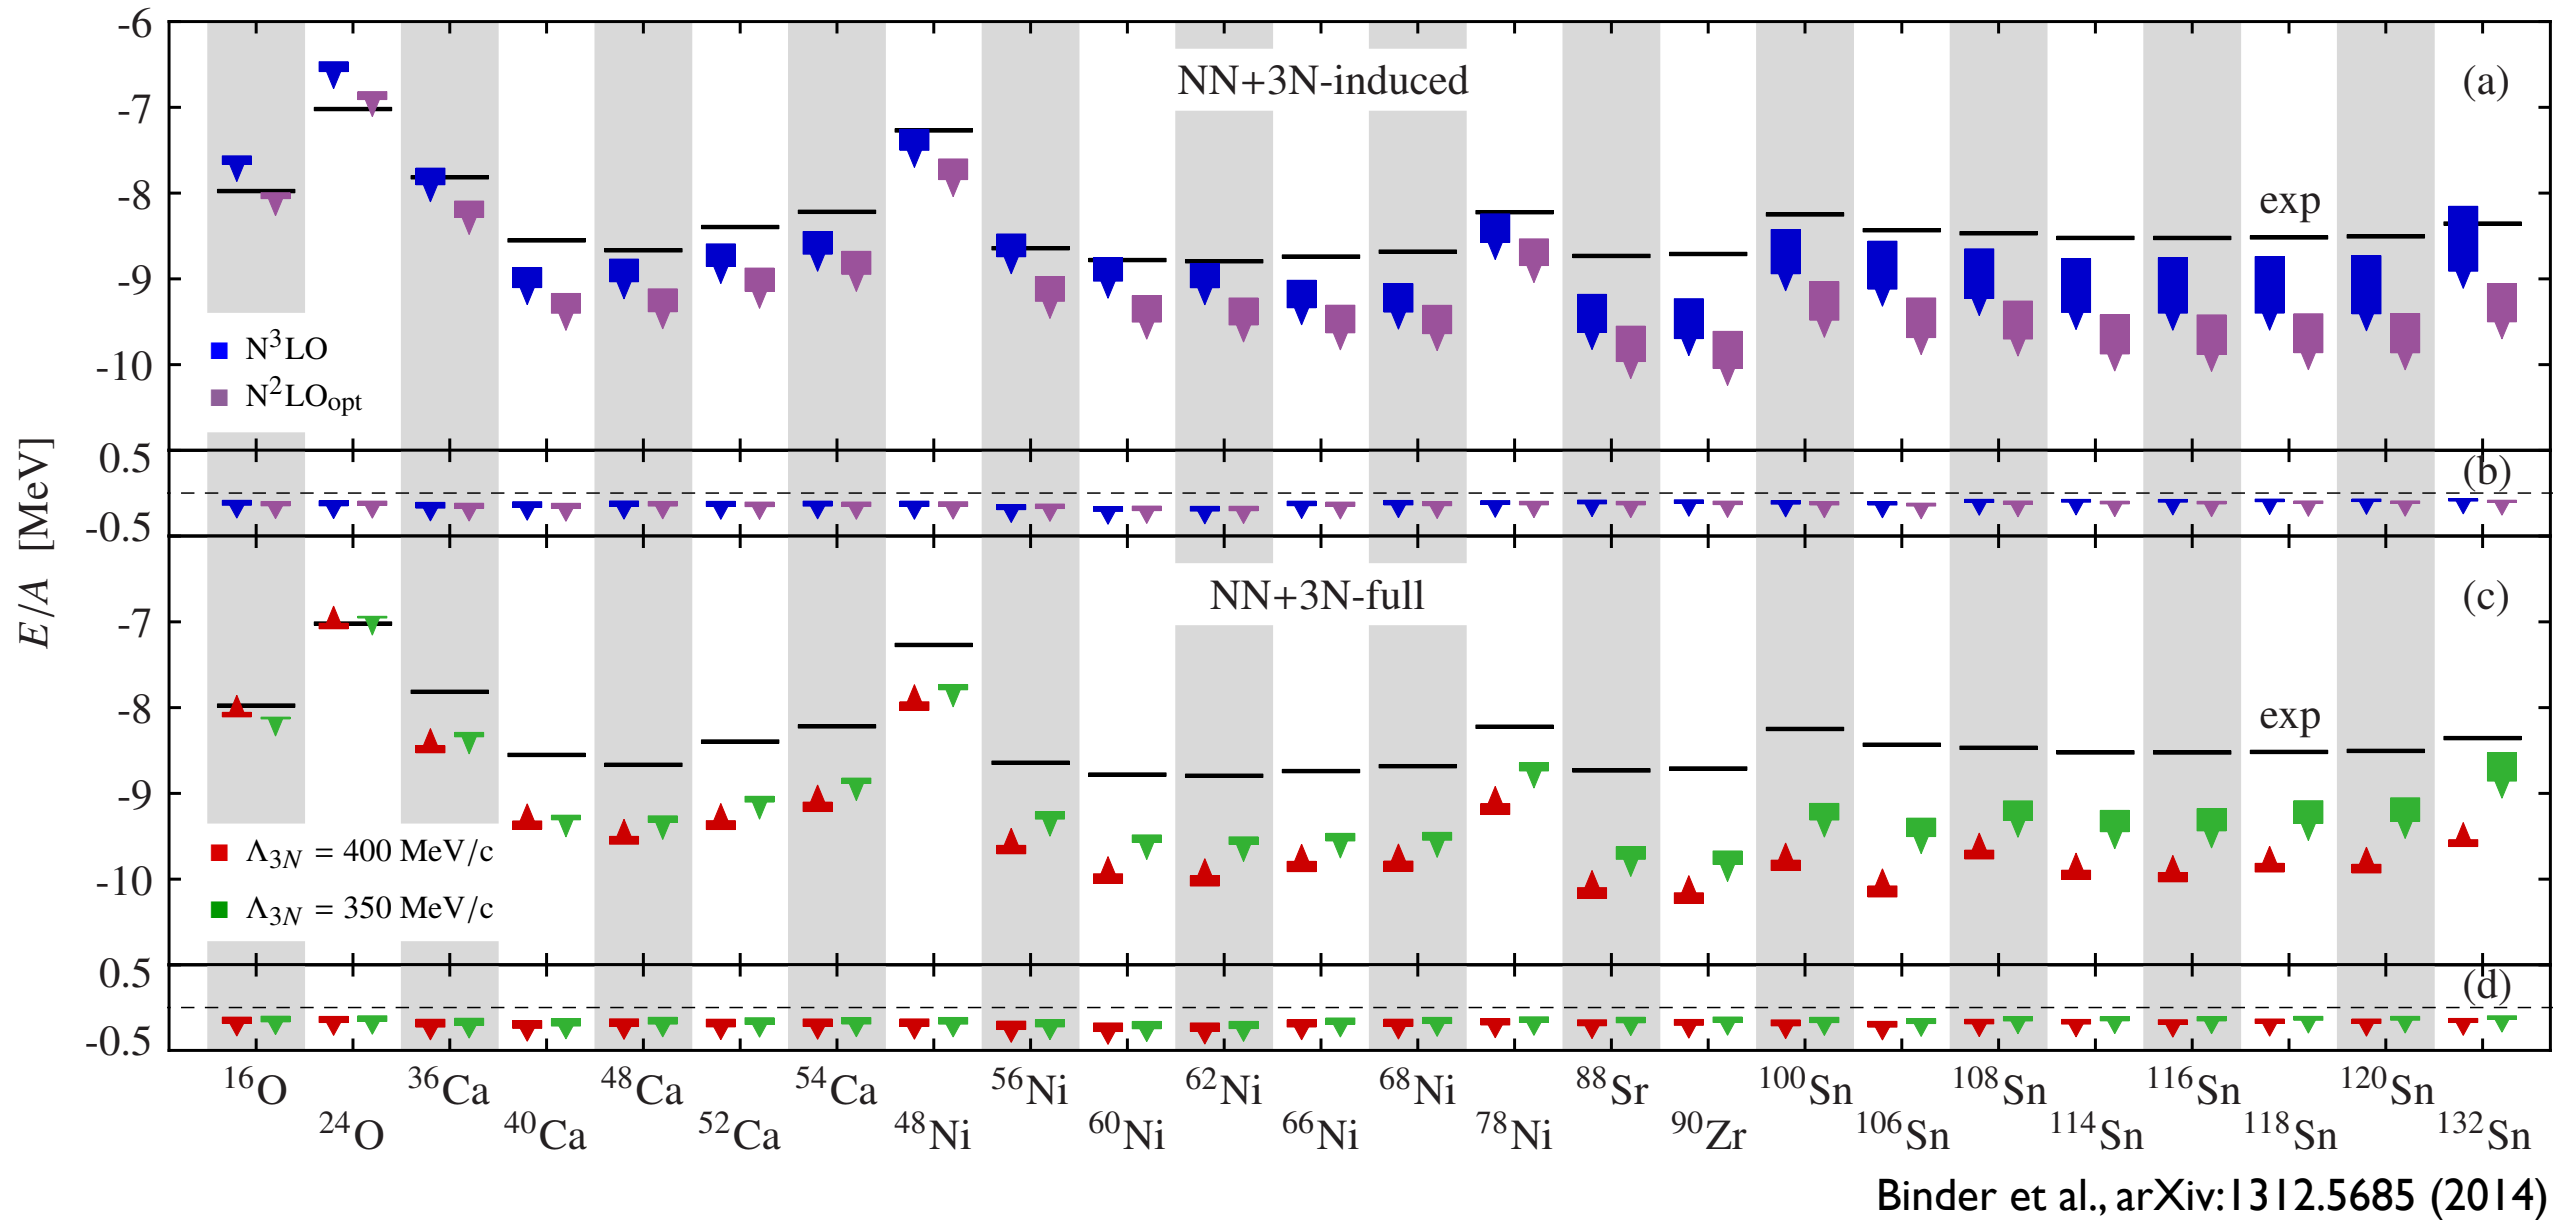 -6
NN+3N-induced
(a)
-7
-8
exp
-9
N³LO
-10
N²LOopt
E/A [MeV]
0.5
(b)
-0.5
NN+3N-full
(c)
-7
-8
exp
-9
Λ3N = 400 MeV/c
-10
Λ3N = 350 MeV/c
0.5
(d)
-0.5
¹⁶O ³⁶Ca ⁴⁸Ca ⁵⁴Ca ⁵⁶Ni ⁶²Ni ⁶⁸Ni ⁸⁸Sr ¹⁰⁰Sn ¹⁰⁸Sn ¹¹⁶Sn ¹²⁰Sn
²⁴O ⁴⁰Ca ⁵²Ca ⁴⁸Ni ⁶⁰Ni ⁶⁶Ni ⁷⁸Ni ⁹⁰Zr ¹⁰⁶Sn ¹¹⁴Sn ¹¹⁸Sn ¹³²Sn
Binder et al., arXiv:1312.5685 (2014)